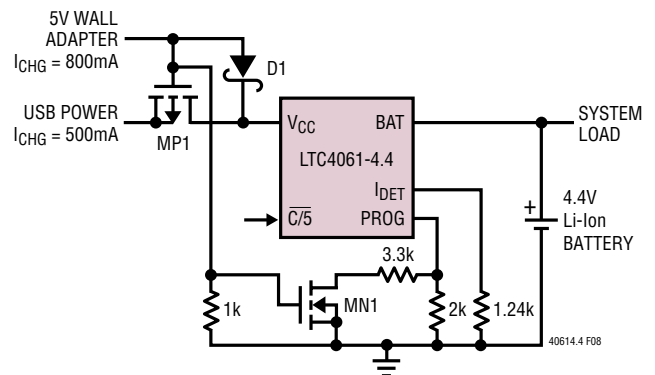 5V WALL
ADAPTER
I_CHG = 800mA
D1
USB POWER
I_CHG = 500mA
MP1
V_CC
BAT
SYSTEM
LOAD
LTC4061-4.4
I_DET
C̅/̅5̅
PROG
+
4.4V
Li-Ion
BATTERY
3.3k
1k
MN1
2k
1.24k
40614.4 F08